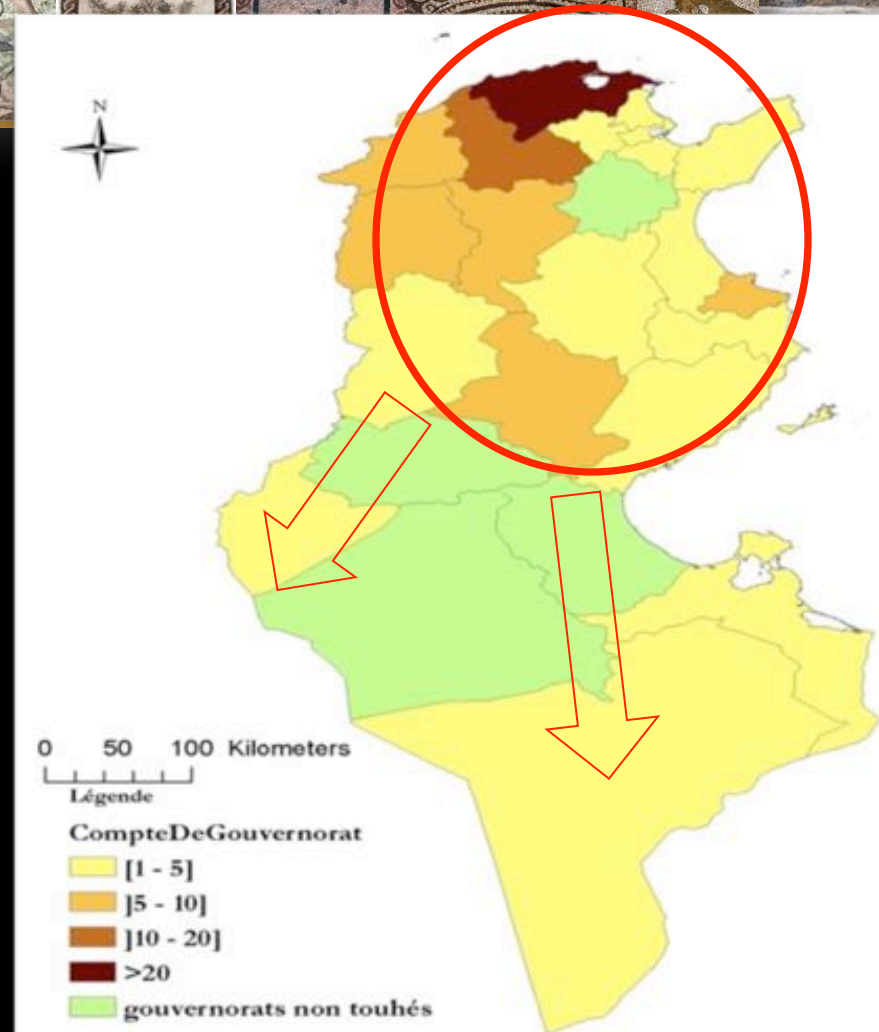 N
0 50 100 Kilometers
Légende
CompteDeGouvernorat
[1 - 5]
]5 - 10]
]10 - 20]
>20
gouvernorats non touhés